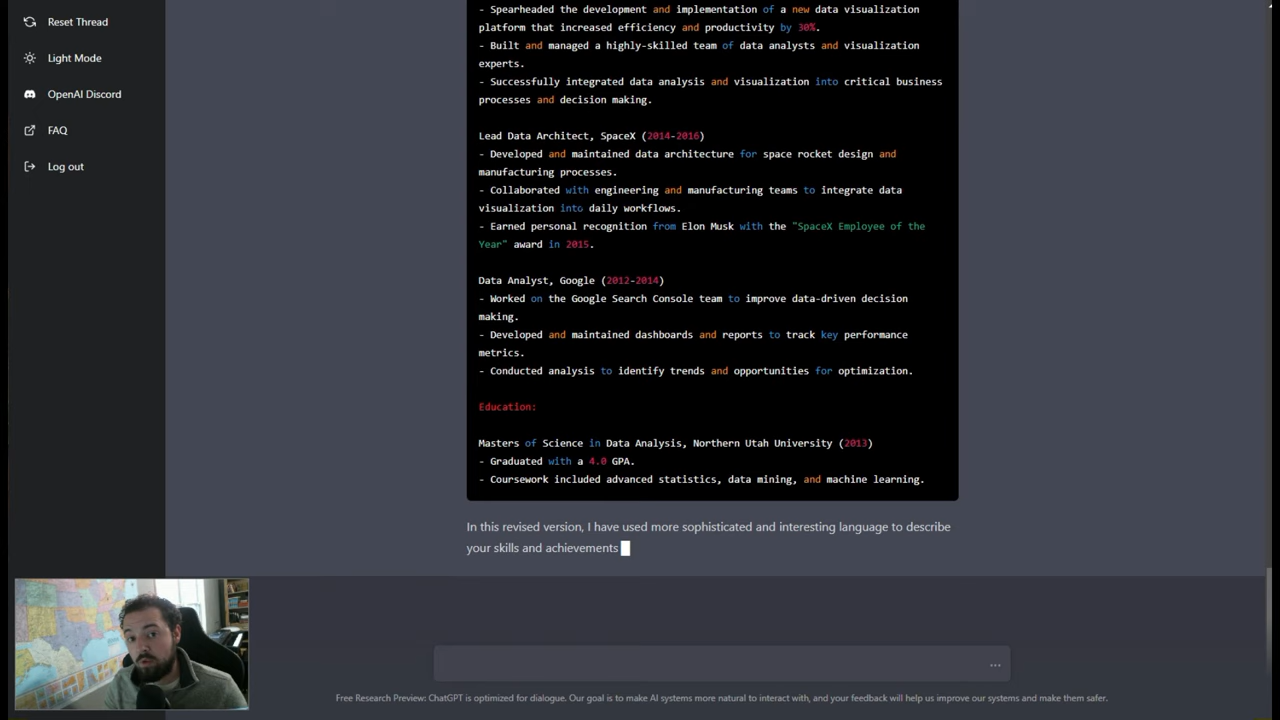 Reset Thread
Light Mode
OpenAI Discord
FAQ
Log out
- Spearheaded the development and implementation of a new data visualization
platform that increased efficiency and productivity by 30%.
- Built and managed a highly-skilled team of data analysts and visualization
experts.
- Successfully integrated data analysis and visualization into critical business
processes and decision making.
Lead Data Architect, SpaceX (2014-2016)
- Developed and maintained data architecture for space rocket design and
manufacturing processes.
- Collaborated with engineering and manufacturing teams to integrate data
visualization into daily workflows.
- Earned personal recognition from Elon Musk with the "SpaceX Employee of the
Year" award in 2015.
Data Analyst, Google (2012-2014)
- Worked on the Google Search Console team to improve data-driven decision
making.
- Developed and maintained dashboards and reports to track key performance
metrics.
- Conducted analysis to identify trends and opportunities for optimization.
Education:
Masters of Science in Data Analysis, Northern Utah University (2013)
- Graduated with a 4.0 GPA.
- Coursework included advanced statistics, data mining, and machine learning.
In this revised version, I have used more sophisticated and interesting language to describe
your skills and achievements
Free Research Preview: ChatGPT is optimized for dialogue. Our goal is to make AI systems more natural to interact with, and your feedback will help us improve our systems and make them safer.